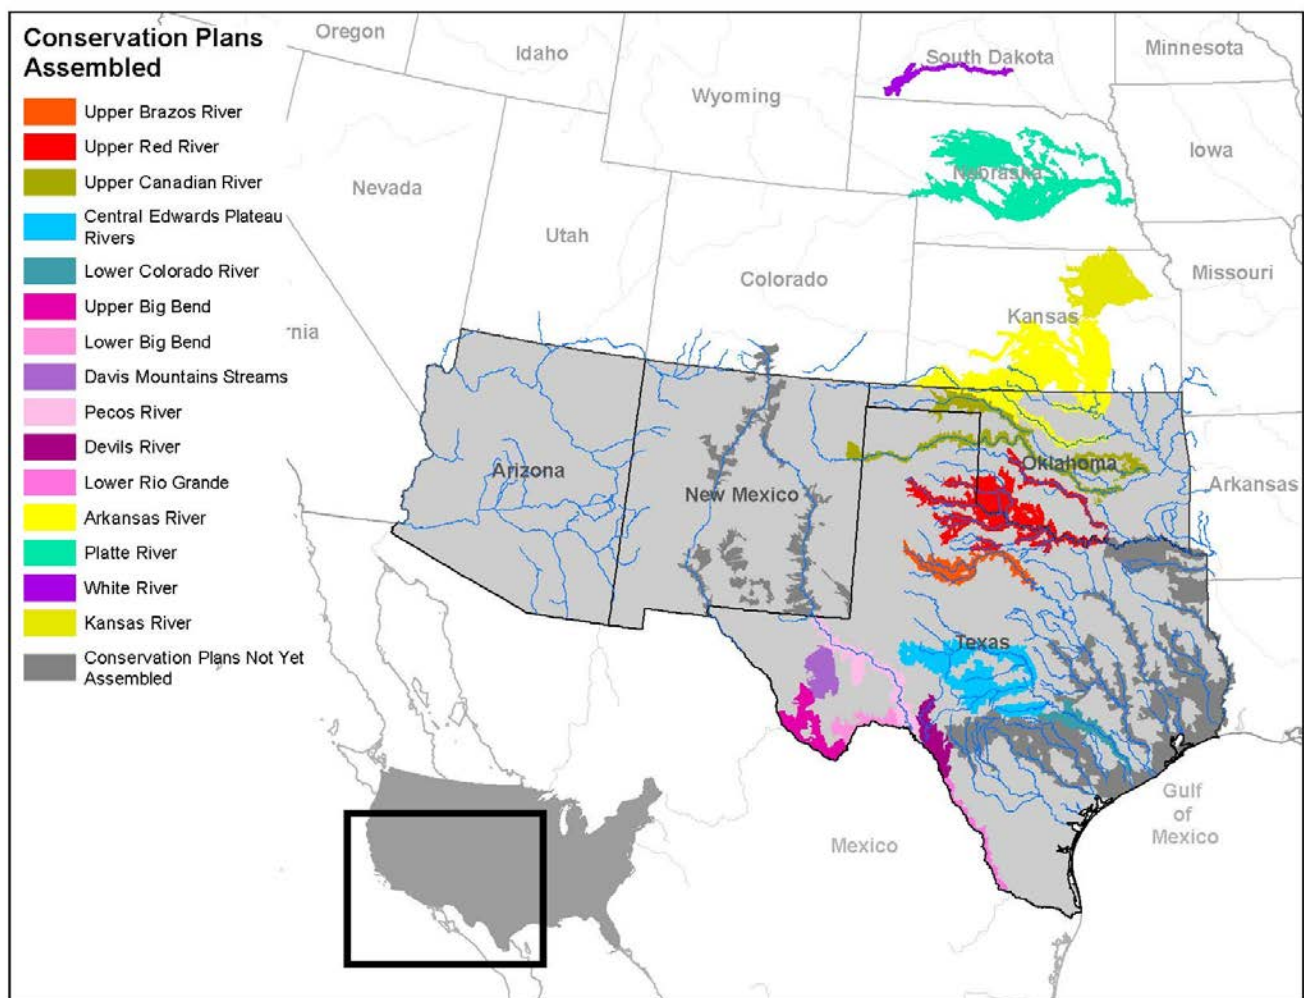 Conservation Plans
Assembled
Upper Brazos River
Upper Red River
Upper Canadian River
Central Edwards Plateau
Rivers
Lower Colorado River
Upper Big Bend
Lower Big Bend
Davis Mountains Streams
Pecos River
Devils River
Lower Rio Grande
Arkansas River
Platte River
White River
Kansas River
Conservation Plans Not Yet
Assembled
Oregon
Idaho
Wyoming
South Dakota
Minnesota
Nevada
Utah
Colorado
Nebraska
Iowa
Kansas
Missouri
rnia
Arizona
New Mexico
Oklahoma
Arkansas
Texas
Mexico
Gulf
of
Mexico